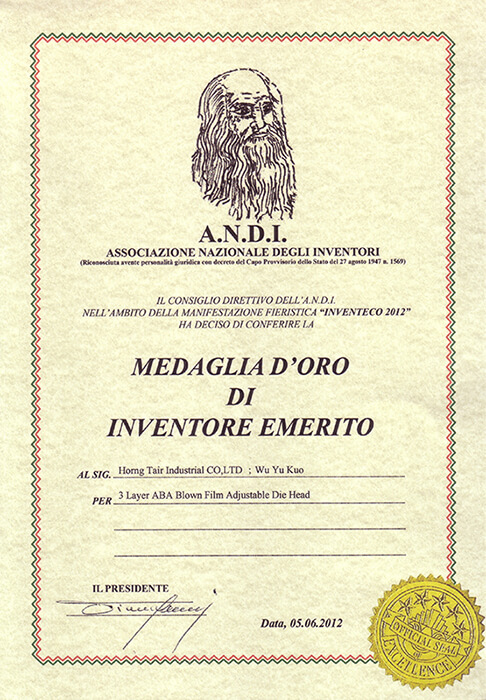 A.N.D.I.
ASSOCIAZIONE NAZIONALE DEGLI INVENTORI
(Riconosciuta avente personalità giuridica con decreto del Capo Provvisorio dello Stato del 27 agosto 1947 n. 1569)
IL CONSIGLIO DIRETTIVO DELL'A.N.D.I.
NELL'AMBITO DELLA MANIFESTAZIONE FIERISTICA "INVENTECO 2012"
HA DECISO DI CONFERIRE LA
MEDAGLIA D'ORO
DI
INVENTORE EMERITO
AL SIG. Horng Tair Industrial CO,LTD ; Wu Yu Kuo
PER 3 Layer ABA Blown Film Adjustable Die Head
IL PRESIDENTE
Data, 05.06.2012
OFFICIAL SEAL
EXCELLENCE